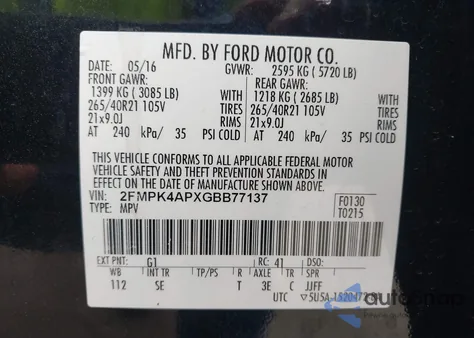 MFD. BY FORD MOTOR CO.
DATE: 05/16 GVWR: 2595 KG (5720 LB)
FRONT GAWR: REAR GAWR:
1399 KG (3085 LB) WITH 1218 KG (2685 LB) WITH
265/40R21 105V TIRES 265/40R21 105V TIRES
21x9.0J RIMS 21x9.0J RIMS
AT 240 kPa/ 35 PSI COLD AT 240 kPa/ 35 PSI COLD
THIS VEHICLE CONFORMS TO ALL APPLICABLE FEDERAL MOTOR
VEHICLE SAFETY AND THEFT PREVENTION STANDARDS IN
EFFECT ON THE DATE OF MANUFACTURE SHOWN ABOVE.
VIN: 2FMPK4APXGBB77137 F0130
TYPE: MPV T0215
EXT PNT: G1 RC: 41 DSO:
WB INT TR TP/PS R AXLE TR SPR
112 SE T 3E C JJFF
UTC